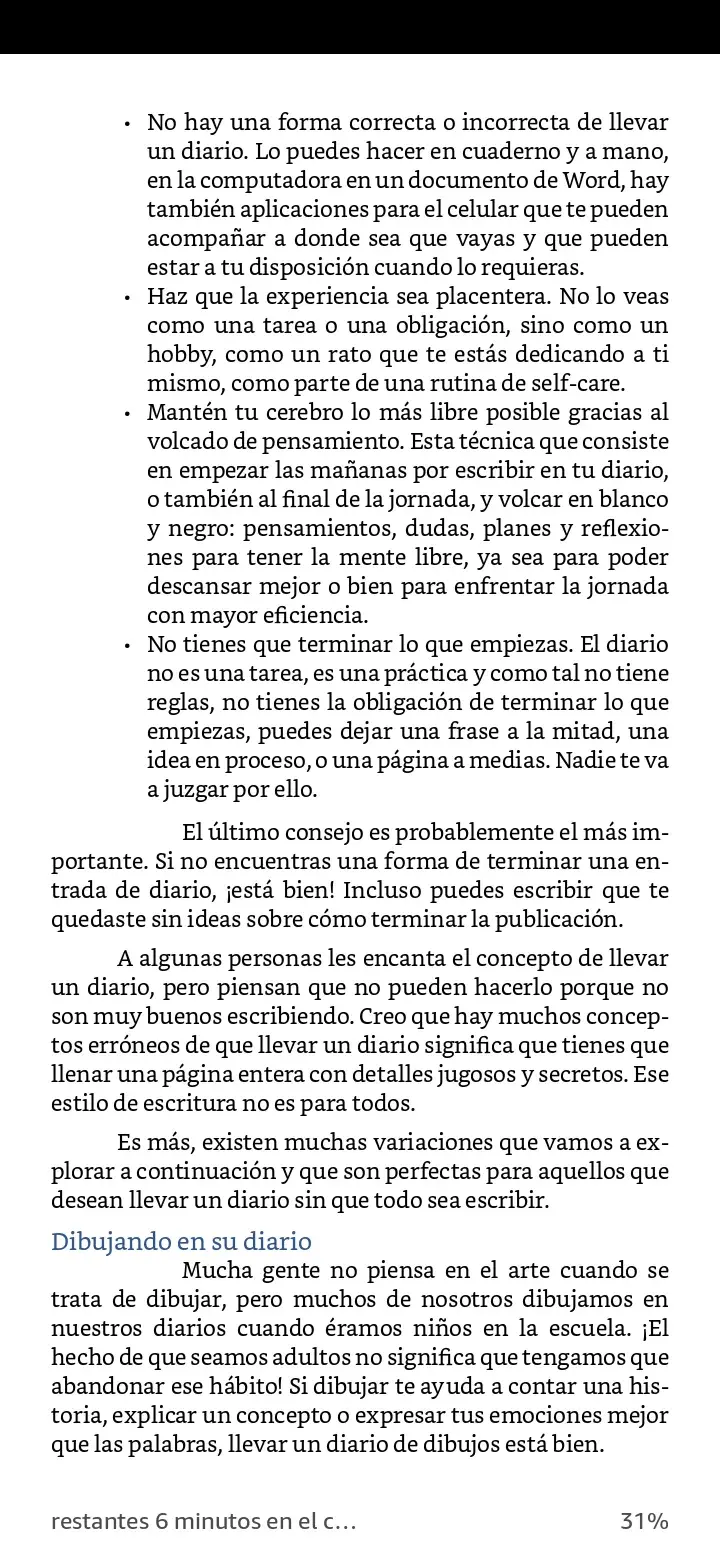 • No hay una forma correcta o incorrecta de llevar
un diario. Lo puedes hacer en cuaderno y a mano,
en la computadora en un documento de Word, hay
también aplicaciones para el celular que te pueden
acompañar a donde sea que vayas y que pueden
estar a tu disposición cuando lo requieras.
• Haz que la experiencia sea placentera. No lo veas
como una tarea o una obligación, sino como un
hobby, como un rato que te estás dedicando a ti
mismo, como parte de una rutina de self-care.
• Mantén tu cerebro lo más libre posible gracias al
volcado de pensamiento. Esta técnica que consiste
en empezar las mañanas por escribir en tu diario,
o también al final de la jornada, y volcar en blanco
y negro: pensamientos, dudas, planes y reflexio-
nes para tener la mente libre, ya sea para poder
descansar mejor o bien para enfrentar la jornada
con mayor eficiencia.
• No tienes que terminar lo que empiezas. El diario
no es una tarea, es una práctica y como tal no tiene
reglas, no tienes la obligación de terminar lo que
empiezas, puedes dejar una frase a la mitad, una
idea en proceso, o una página a medias. Nadie te va
a juzgar por ello.
El último consejo es probablemente el más im-
portante. Si no encuentras una forma de terminar una en-
trada de diario, ¡está bien! Incluso puedes escribir que te
quedaste sin ideas sobre cómo terminar la publicación.
A algunas personas les encanta el concepto de llevar
un diario, pero piensan que no pueden hacerlo porque no
son muy buenos escribiendo. Creo que hay muchos concep-
tos erróneos de que llevar un diario significa que tienes que
llenar una página entera con detalles jugosos y secretos. Ese
estilo de escritura no es para todos.
Es más, existen muchas variaciones que vamos a ex-
plorar a continuación y que son perfectas para aquellos que
desean llevar un diario sin que todo sea escribir.
Dibujando en su diario
Mucha gente no piensa en el arte cuando se
trata de dibujar, pero muchos de nosotros dibujamos en
nuestros diarios cuando éramos niños en la escuela. ¡El
hecho de que seamos adultos no significa que tengamos que
abandonar ese hábito! Si dibujar te ayuda a contar una his-
toria, explicar un concepto o expresar tus emociones mejor
que las palabras, llevar un diario de dibujos está bien.
restantes 6 minutos en el c… 31%